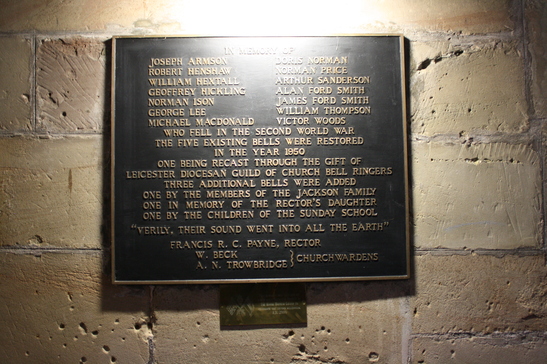 IN MEMORY OF
JOSEPH ARMSON DORIS NORMAN
ROBERT HENSHAW NORMAN PRICE
WILLIAM HEXTALL ARTHUR SANDERSON
GEOFFREY HICKLING ALAN FORD SMITH
NORMAN ISON JAMES FORD SMITH
GEORGE LEE WILLIAM THOMPSON
MICHAEL MACDONALD VICTOR WOODS
WHO FELL IN THE SECOND WORLD WAR
THE FIVE EXISTING BELLS WERE RESTORED
IN THE YEAR 1950
ONE BEING RECAST THROUGH THE GIFT OF
LEICESTER DIOCESAN GUILD OF CHURCH BELL RINGERS
THREE ADDITIONAL BELLS WERE ADDED
ONE BY THE MEMBERS OF THE JACKSON FAMILY
ONE IN MEMORY OF THE RECTOR'S DAUGHTER
ONE BY THE CHILDREN OF THE SUNDAY SCHOOL
"VERILY, THEIR SOUND WENT INTO ALL THE EARTH"
FRANCIS R. C. PAYNE, RECTOR.
W. BECK
A. N. TROWBRIDGE } CHURCHWARDENS